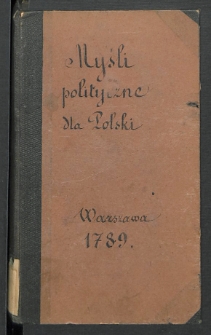 Myśli
polityczne
dla Polski
Warszawa
1789.